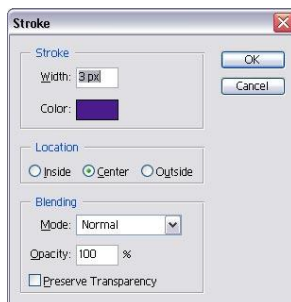 Stroke
Stroke
Width: 3 px
Color:
OK
Cancel
Location
Inside Center Outside
Blending
Mode: Normal
Opacity: 100 %
Preserve Transparency